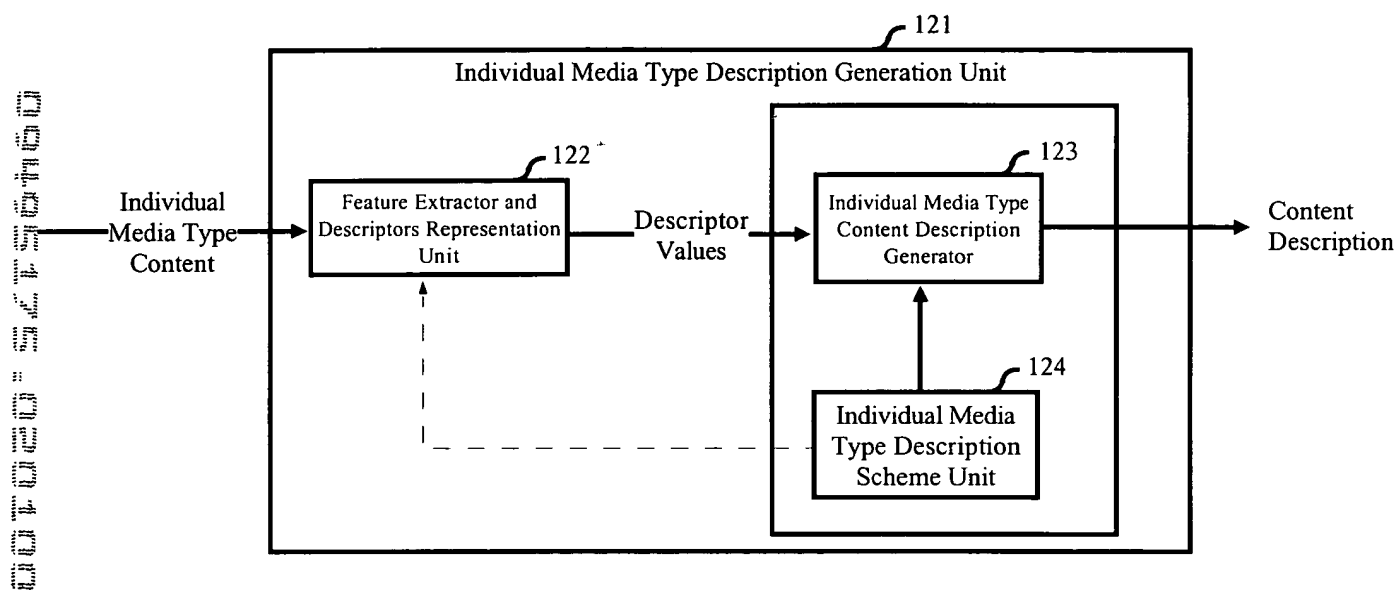 121
Individual Media Type Description Generation Unit
122
123
Individual Media Type
Content
Feature Extractor and
Descriptors Representation
Unit
Descriptor
Values
Individual Media Type
Content Description
Generator
Content
Description
124
Individual Media
Type Description
Scheme Unit